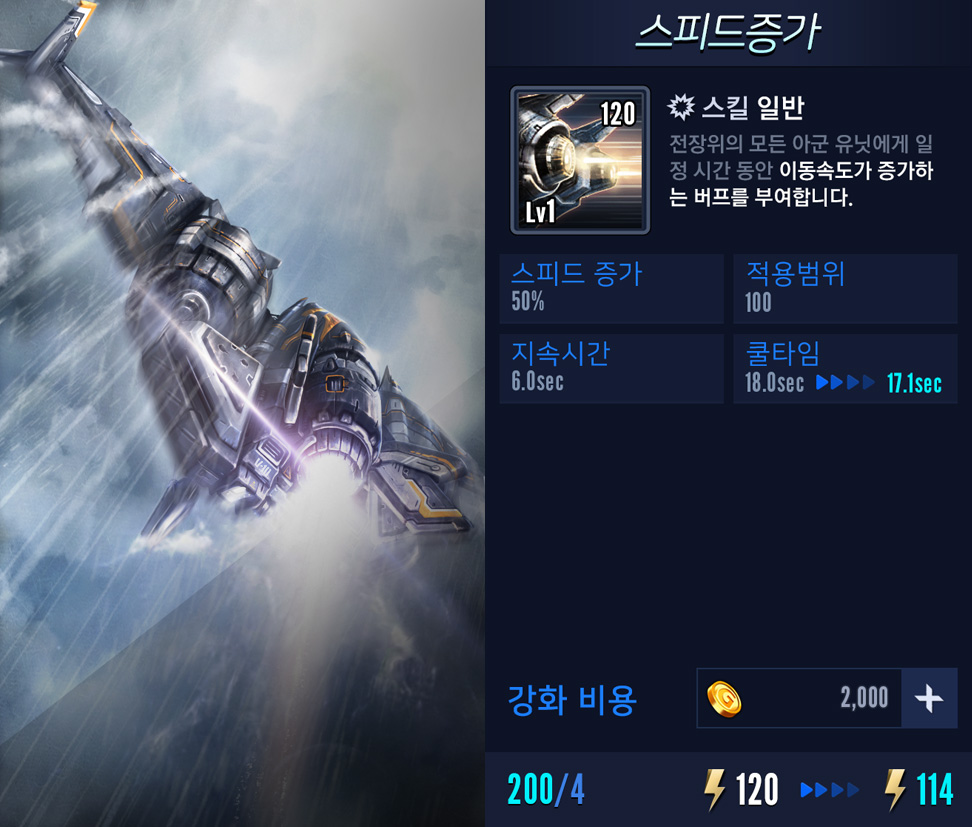 스피드증가
120
Lv1
스킬 일반
전장위의 모든 아군 유닛에게 일
정 시간 동안 이동속도가 증가하
는 버프를 부여합니다.
스피드 증가
50%
적용범위
100
지속시간
6.0sec
쿨타임
18.0sec 17.1sec
강화 비용
2,000
200/4
120 114